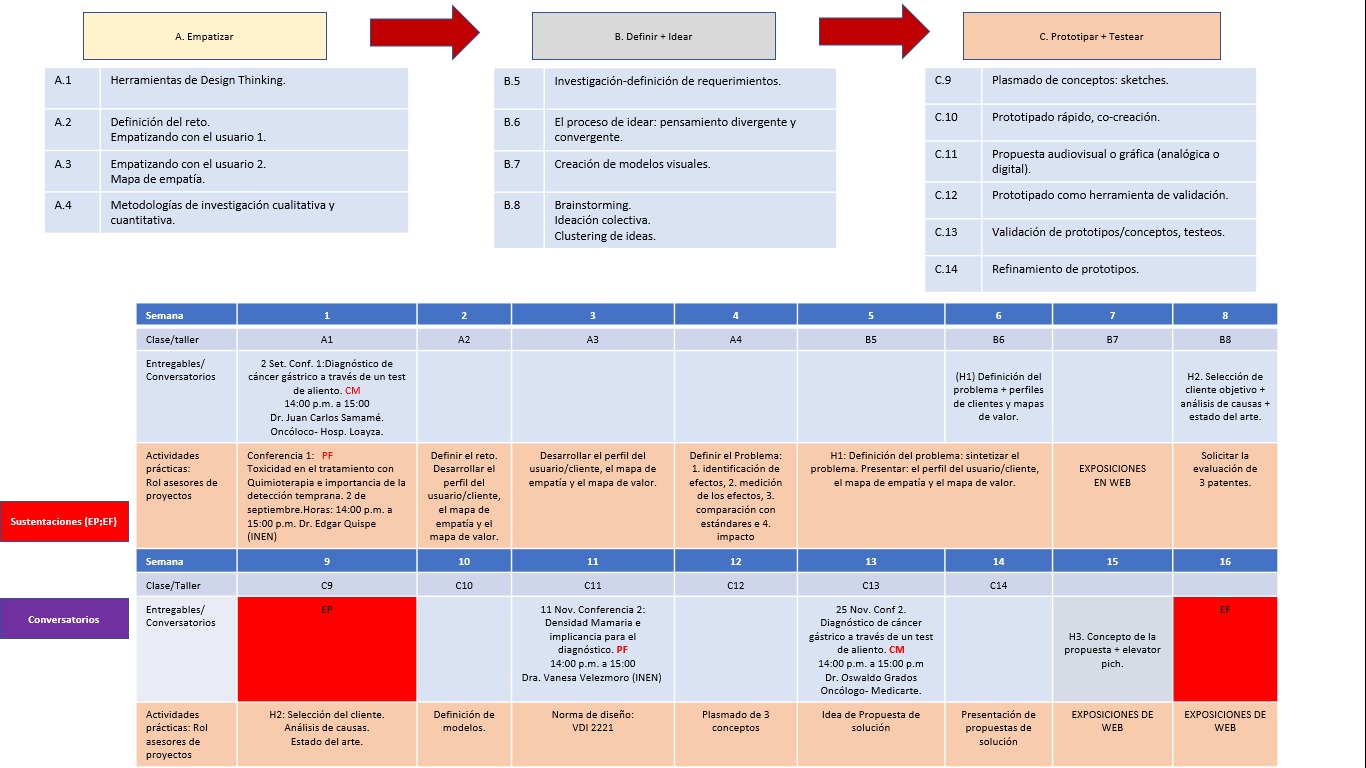 A. Empatizar
B. Definir + Idear
C. Protipar + Testear
A.1
Herramientas de Design Thinking.
A.2
Definición del reto.
Empatizando con el usuario 1.
A.3
Empatizando con el usuario 2.
Mapa de empatía.
A.4
Metodologías de investigación cualitativa y
cuantitativa.
B.5
Investigación-definición de requerimientos.
B.6
El proceso de idear: pensamiento divergente y
convergente.
B.7
Creación de modelos visuales.
B.8
Brainstorming.
Ideación colectiva.
Clustering de ideas.
C.9
Plasmado de conceptos: sketches.
C.10
Prototipado rápido, co-creación.
C.11
Propuesta audiovisual o gráfica (analógica o
digital).
C.12
Prototipado como herramienta de validación.
C.13
Validación de prototipos/conceptos, testeos.
C.14
Refinamiento de prototipos.
Semana
1
2
3
4
5
6
7
8
Clase/taller
A1
A2
A3
A4
B5
B6
B7
B8
Entregables/
Conversatorios
2 Set. Conf. 1:Diagnóstico de
cáncer gástrico a través de un test
de aliento. CM
14:00 p.m. a 15:00
Dr. Juan Carlos Samamé.
Oncóloco- Hosp. Loayza.
(H1) Definición del
problema + perfiles
de clientes y mapas
de valor.
H2. Selección de
cliente objetivo +
análisis de causas +
estado del arte.
Actividades
prácticas:
Rol asesores de
proyectos
Conferencia 1: PF
Toxicidad en el tratamiento con
Quimioterapia e importancia de la
detección temprana. 2 de
septiembre.Horas: 14:00 p.m. a
15:00 p.m. Dr. Edgar Quispe
(INEN)
Definir el reto.
Desarrollar el
perfil del
usuario/cliente,
el mapa de
empatía y el
mapa de valor.
Desarrollar el perfil del
usuario/cliente, el mapa de
empatía y el mapa de valor.
Definir el Problema:
1. identificación de
efectos, 2. medición
de los efectos, 3.
comparación con
estándares e 4.
impacto
H1: Definición del problema: sintetizar el
problema. Presentar: el perfil del usuario/cliente,
el mapa de empatía y el mapa de valor.
EXPOSICIONES
EN WEB
Solicitar la
evaluación de
3 patentes.
Sustentaciones (EP;EF)
Semana
9
10
11
12
13
14
15
16
Clase/Taller
C9
C10
C11
C12
C13
C14
Conversatorios
Entregables/
Conversatorios
EP
11 Nov. Conferencia 2:
Densidad Mamaria e
implicancia para el
diagnóstico. PF
14:00 p.m. a 15:00
Dra. Vanesa Velezmoro (INEN)
25 Nov. Conf 2.
Diagnóstico de cáncer
gástrico a través de un test
de aliento. CM
14:00 p.m. a 15:00 p.m
Dr. Oswaldo Grados
Oncólogo- Medicarte.
H3. Concepto de la
propuesta + elevator
pich.
EF
Actividades
prácticas: Rol
asesores de
proyectos
H2: Selección del cliente.
Análisis de causas.
Estado del arte.
Definición de
modelos.
Norma de diseño:
VDI 2221
Plasmado de 3
conceptos
Idea de Propuesta de
solución
Presentación de
propuestas de
solución
EXPOSICIONES DE
WEB
EXPOSICIONES DE
WEB